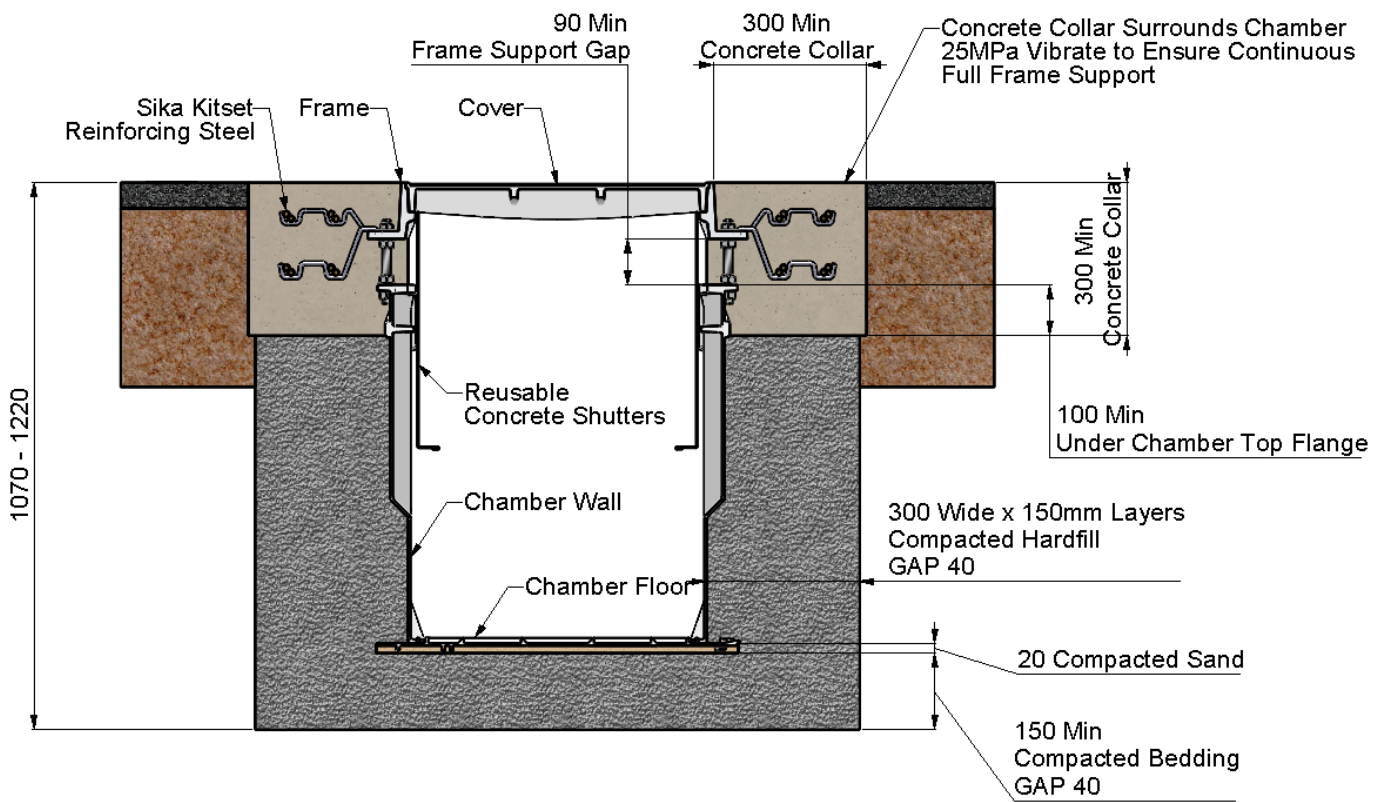 90 Min
Frame Support Gap
300 Min
Concrete Collar
Concrete Collar Surrounds Chamber
25MPa Vibrate to Ensure Continuous
Full Frame Support
Sika Kitset
Reinforcing Steel
Frame
Cover
300 Min
Concrete Collar
1070 - 1220
Reusable
Concrete Shutters
100 Min
Under Chamber Top Flange
Chamber Wall
300 Wide x 150mm Layers
Compacted Hardfill
GAP 40
Chamber Floor
20 Compacted Sand
150 Min
Compacted Bedding
GAP 40